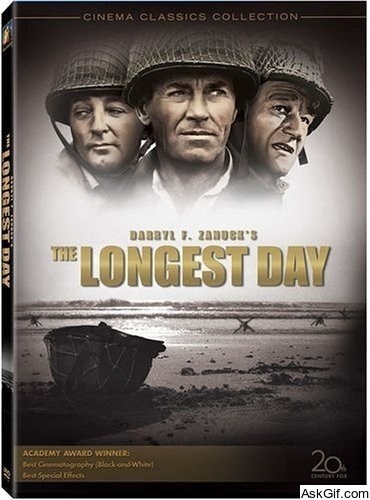 CINEMA CLASSICS COLLECTION
DARRYL F. ZANUCK'S
THE LONGEST DAY
THE LONGEST DAY
ACADEMY AWARD WINNER:
Best Cinematography (Black-and-White)
Best Special Effects
20th
CENTURY FOX
AskGif.com